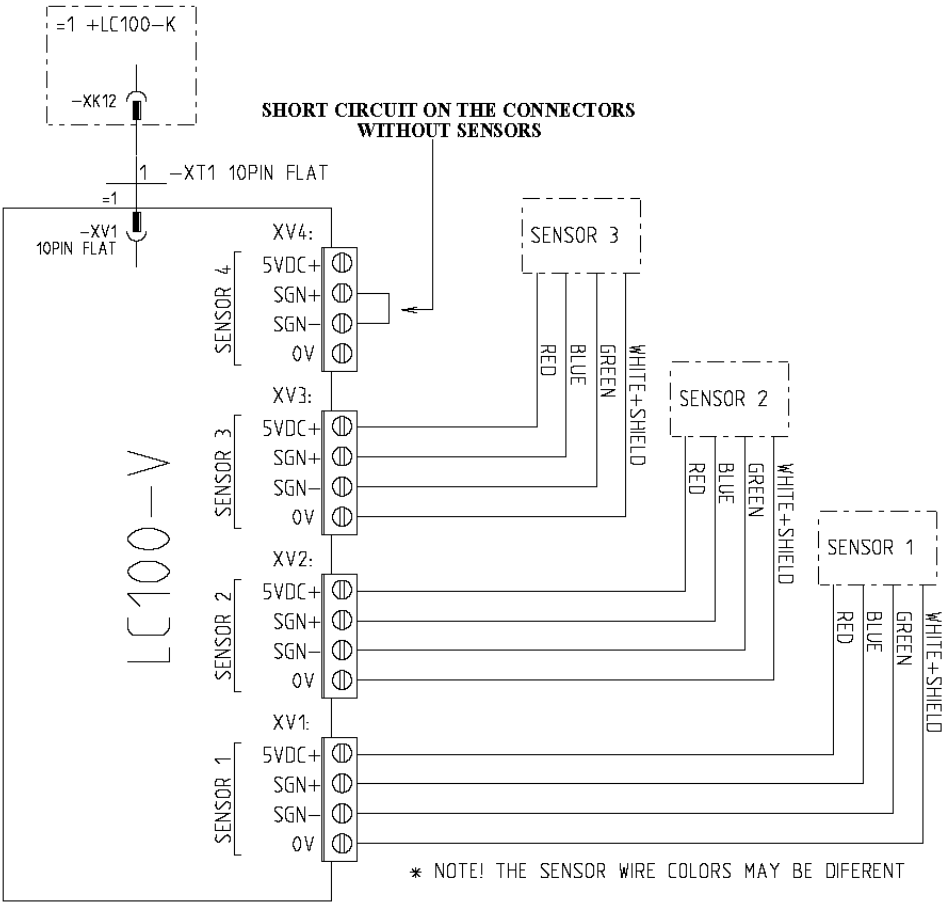 =1 +LC100-K
-XK12
SHORT CIRCUIT ON THE CONNECTORS
WITHOUT SENSORS
1 -XT1 10PIN FLAT
=1
-XV1
10PIN FLAT
LC100-V
SENSOR 4
XV4:
5VDC+
SGN+
SGN-
0V
SENSOR 3
XV3:
5VDC+
SGN+
SGN-
0V
SENSOR 2
XV2:
5VDC+
SGN+
SGN-
0V
SENSOR 1
XV1:
5VDC+
SGN+
SGN-
0V
SENSOR 3
RED
BLUE
GREEN
WHITE+SHIELD
SENSOR 2
RED
BLUE
GREEN
WHITE+SHIELD
SENSOR 1
RED
BLUE
GREEN
WHITE+SHIELD
* NOTE! THE SENSOR WIRE COLORS MAY BE DIFERENT